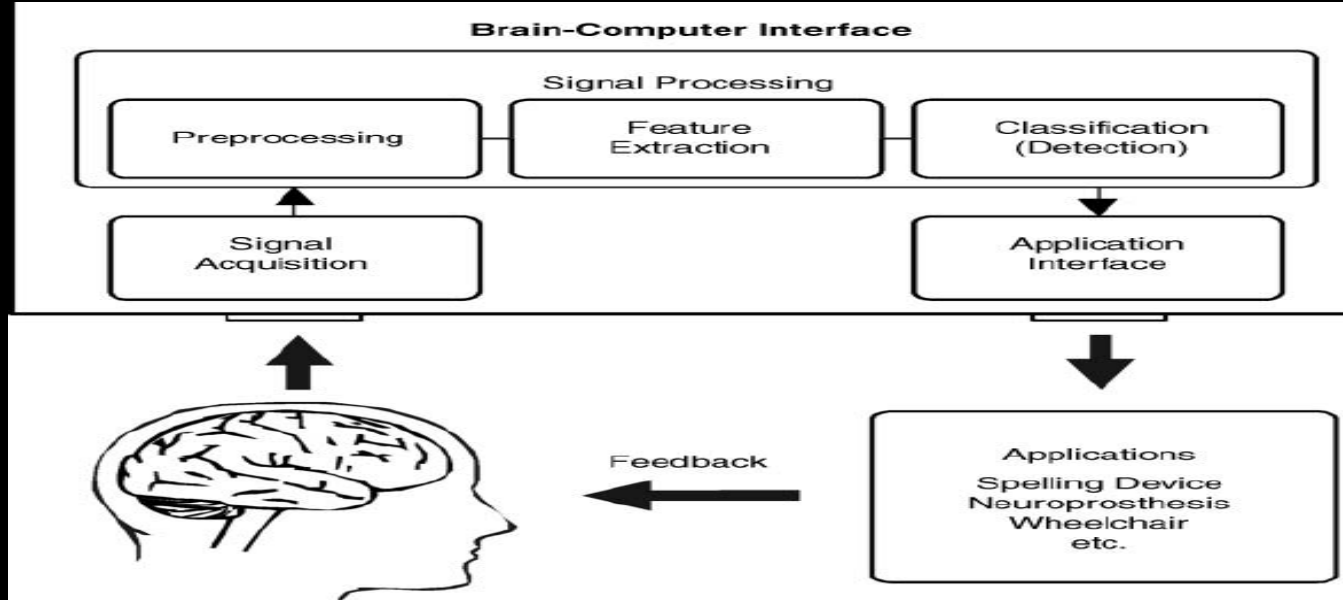 Brain-Computer Interface
Signal Processing
Preprocessing
Feature
Extraction
Classification
(Detection)
Signal
Acquisition
Application
Interface
Feedback
Applications
Spelling Device
Neuroprosthesis
Wheelchair
etc.